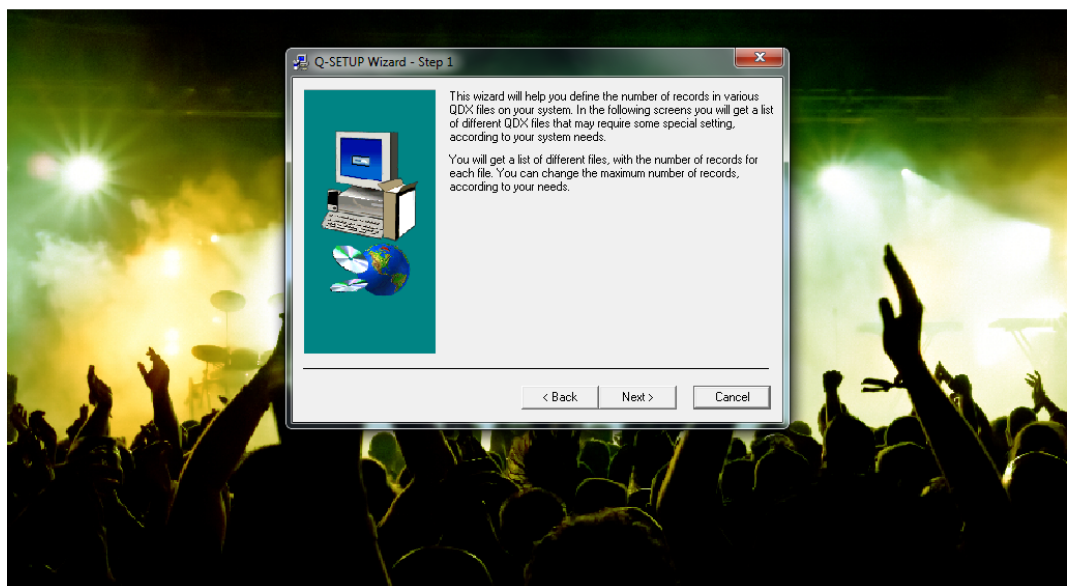 Q-SETUP Wizard - Step 1
This wizard will help you define the number of records in various
QDX files on your system. In the following screens you will get a list
of different QDX files that may require some special setting,
according to your system needs.
You will get a list of different files, with the number of records for
each file. You can change the maximum number of records,
according to your needs.
< Back Next > Cancel